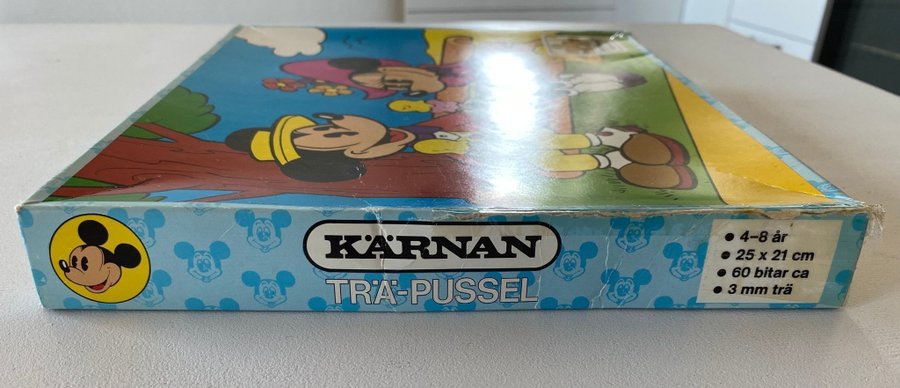 KÄRNAN
TRÄ-PUSSEL
● 4–8 år
● 25 x 21 cm
● 60 bitar ca
● 3 mm trä